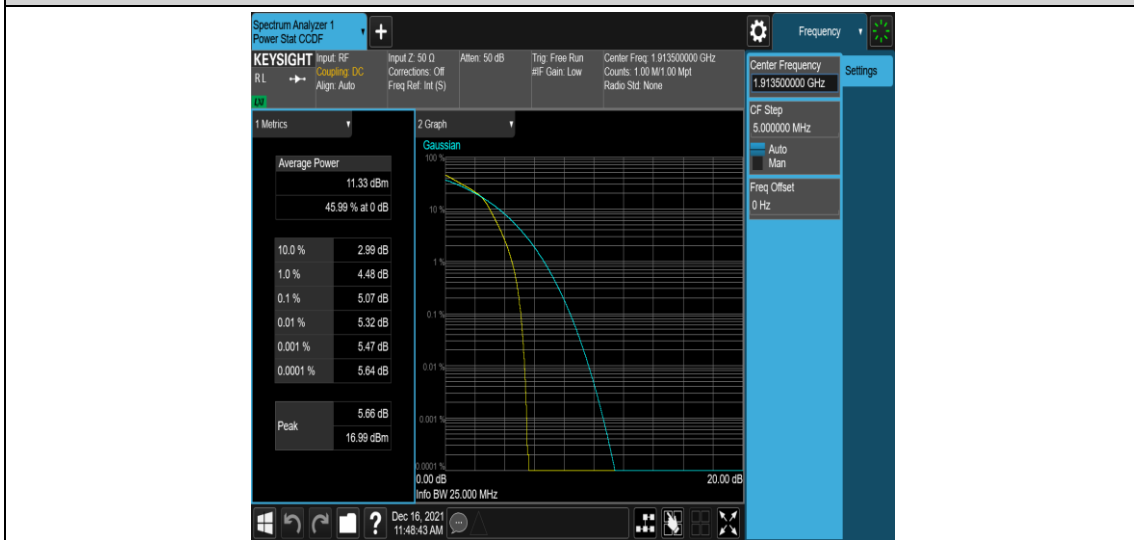 Spectrum Analyzer 1
Power Stat CCDF
+
Frequency
KEYSIGHT
RL
LXI
Input: RF
Coupling: DC
Align: Auto
Input Z: 50 Ω
Corrections: Off
Freq Ref: Int (S)
Atten: 50 dB
Trig: Free Run
#IF Gain: Low
Center Freq: 1.913500000 GHz
Counts: 1.00 M/1.00 Mpt
Radio Std: None
Center Frequency
1.913500000 GHz
Settings
CF Step
5.000000 MHz
Auto
Man
Freq Offset
0 Hz
1 Metrics
Average Power
11.33 dBm
45.99 % at 0 dB
10.0 % 2.99 dB
1.0 % 4.48 dB
0.1 % 5.07 dB
0.01 % 5.32 dB
0.001 % 5.47 dB
0.0001 % 5.64 dB
Peak
5.66 dB
16.99 dBm
2 Graph
Gaussian
100 %
10 %
1 %
0.1 %
0.01 %
0.001 %
0.0001 %
0.00 dB 20.00 dB
Info BW 25.000 MHz
?
Dec 16, 2021
11:48:43 AM